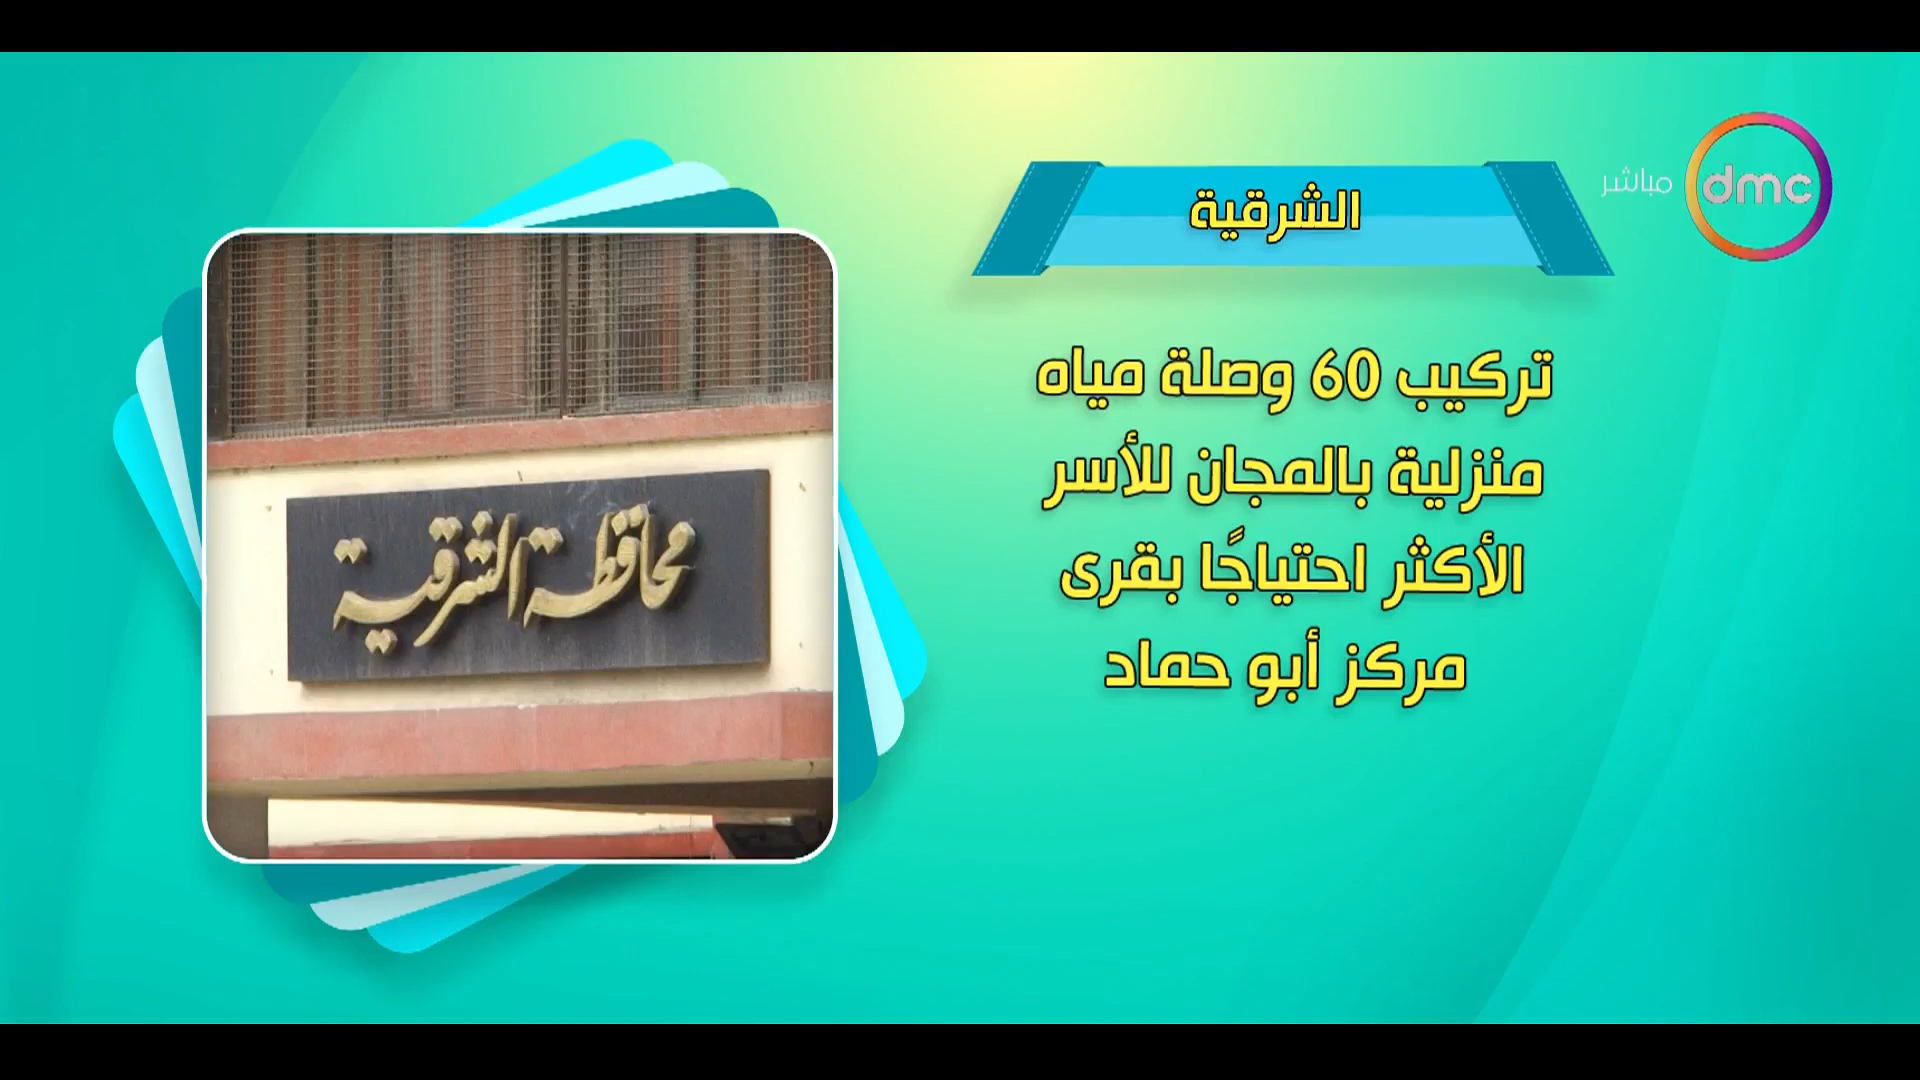 dmc
مباشر
الشرقية
تركيب 60 وصلة مياه
منزلية بالمجان للأسر
الأكثر احتياجًا بقرى
مركز أبو حماد
محافظة الشرقية